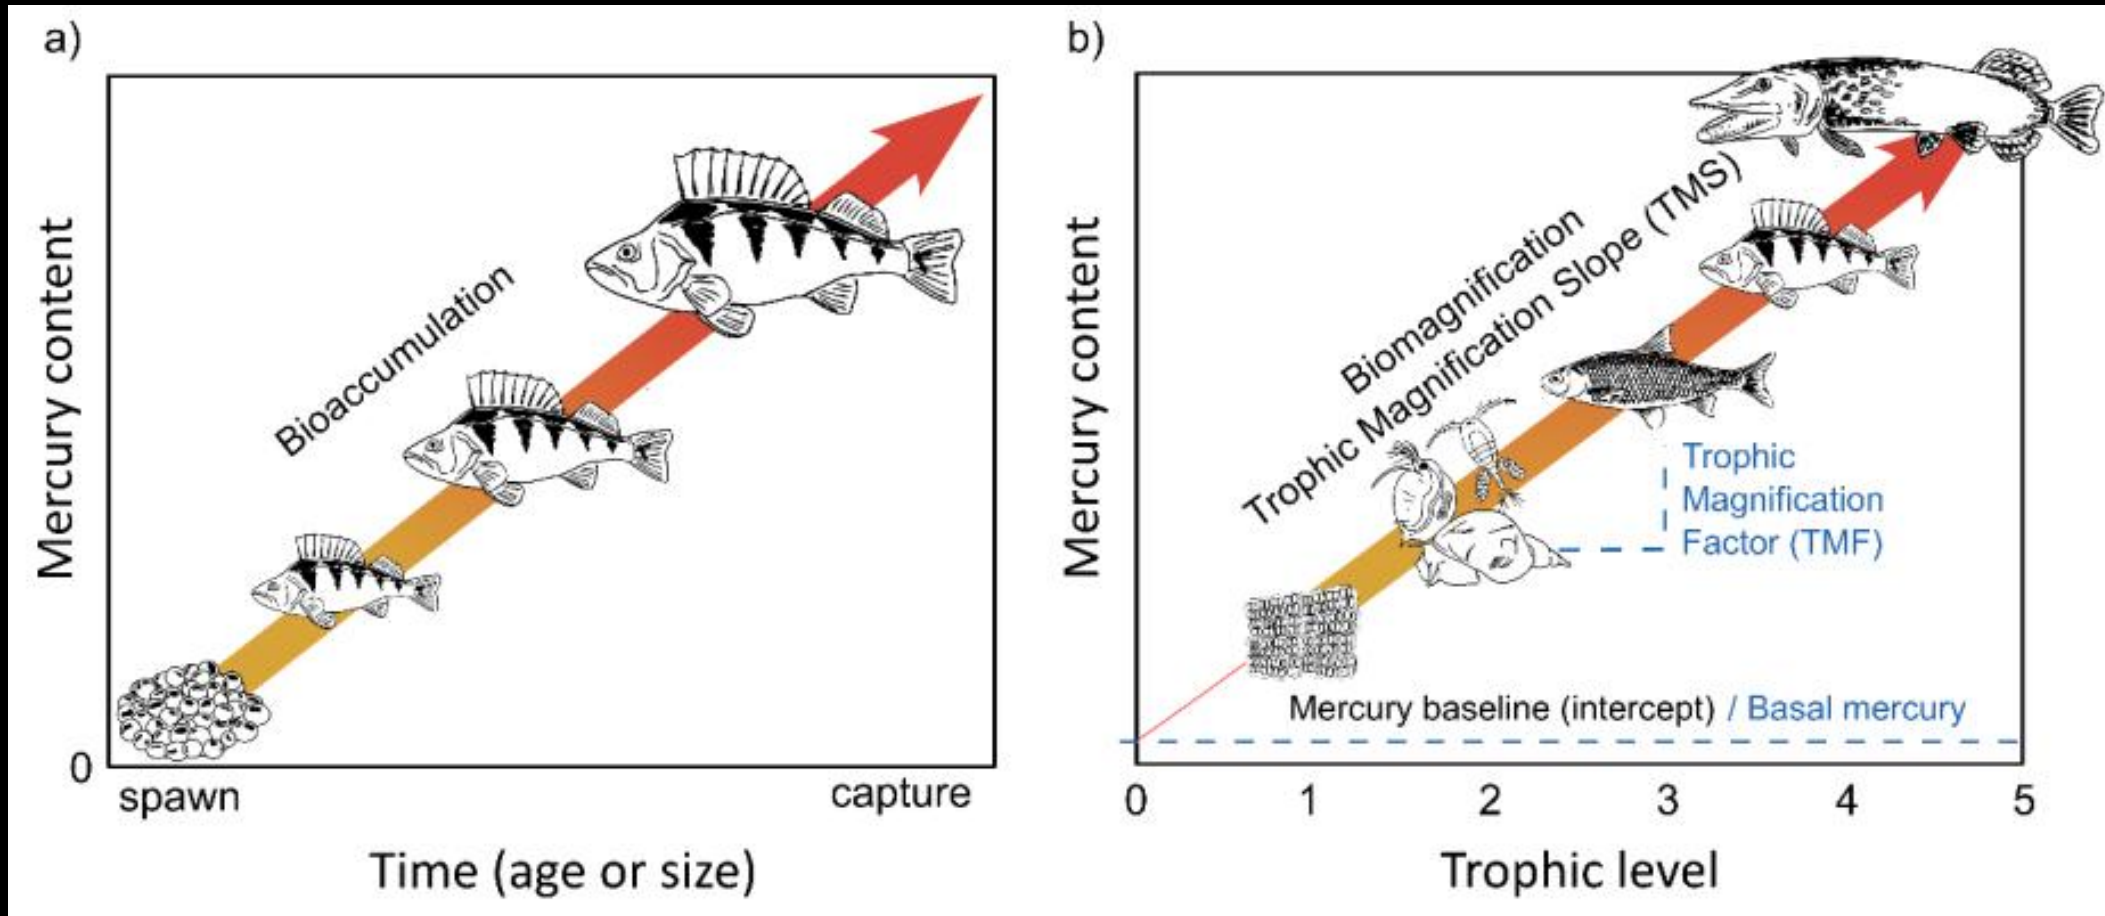 a)
Mercury content
Bioaccumulation
0
spawn
capture
Time (age or size)
b)
Mercury content
Biomagnification
Trophic Magnification Slope (TMS)
Trophic
Magnification
Factor (TMF)
Mercury baseline (intercept) / Basal mercury
0 1 2 3 4 5
Trophic level